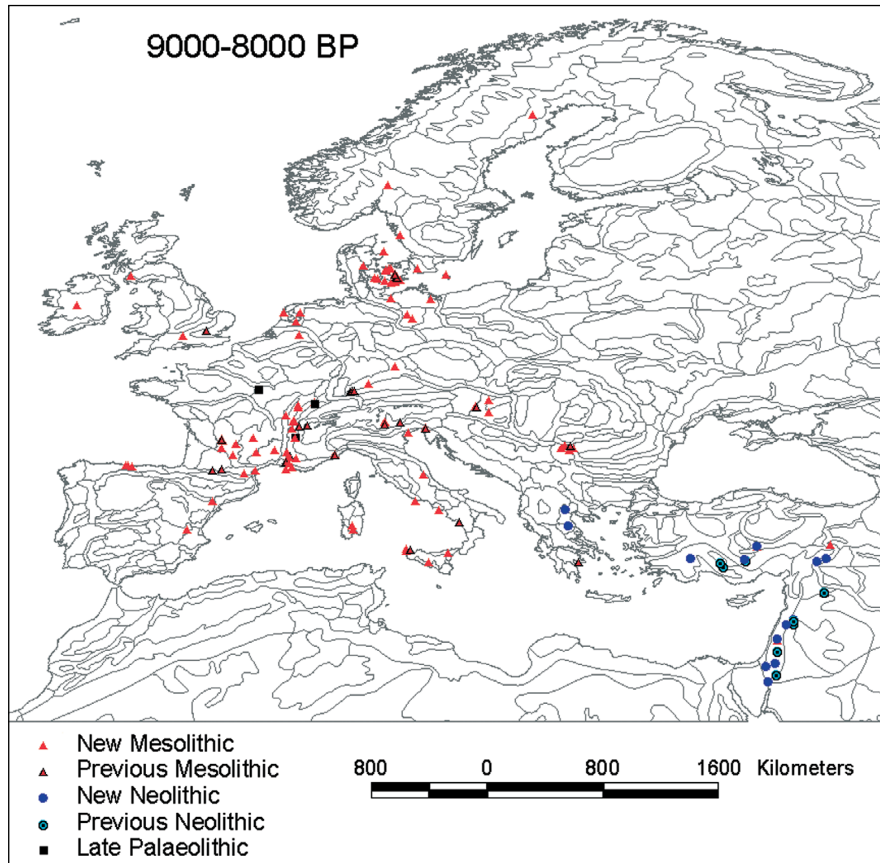 9000-8000 BP
New Mesolithic
Previous Mesolithic
New Neolithic
Previous Neolithic
Late Palaeolithic
800 0 800 1600 Kilometers